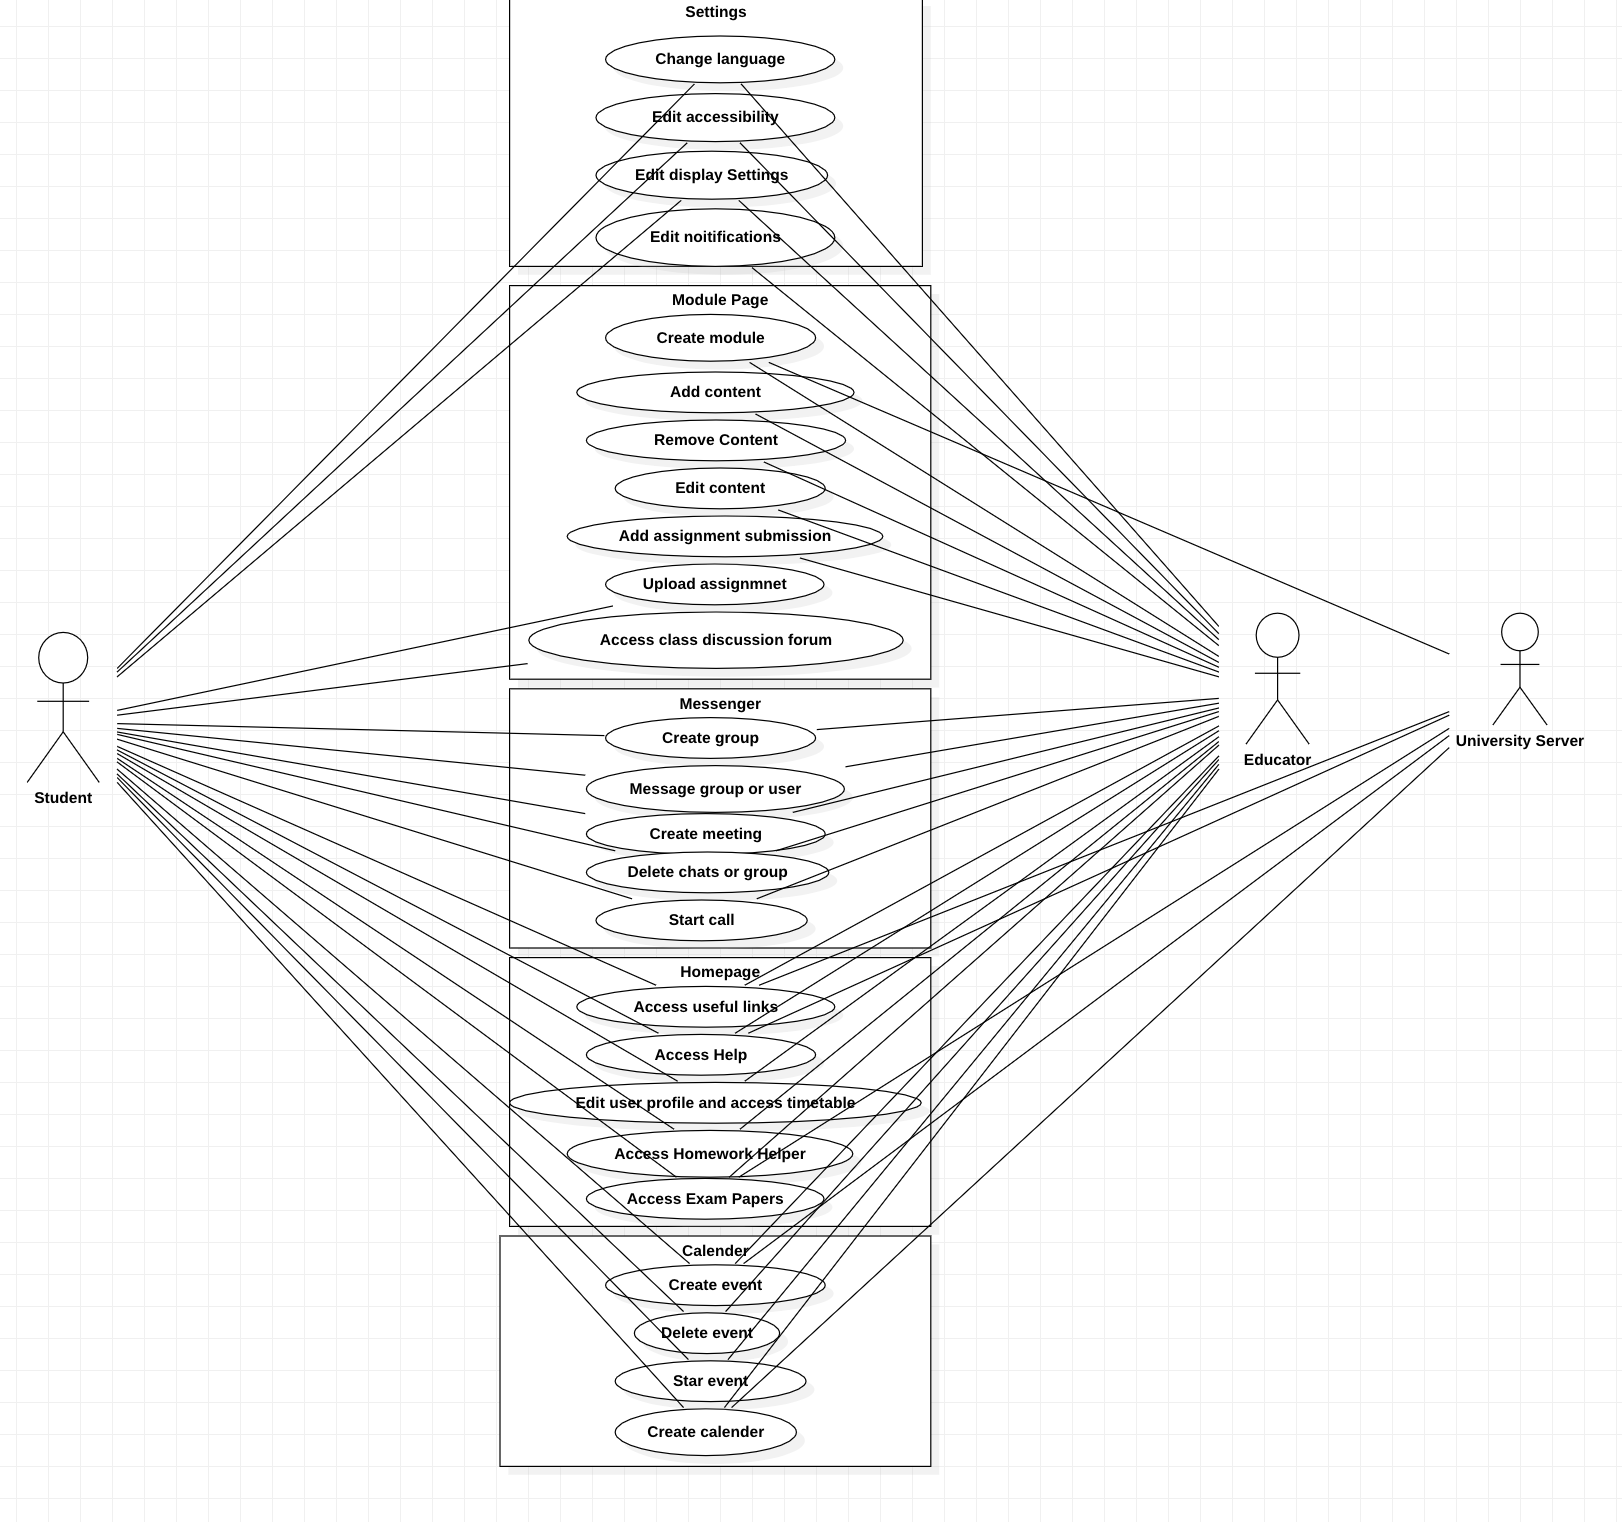 Settings
Change language
Edit accessibility
Edit display Settings
Edit noitifications
Module Page
Create module
Add content
Remove Content
Edit content
Add assignment submission
Upload assignmnet
Access class discussion forum
Messenger
Create group
Message group or user
Create meeting
Delete chats or group
Start call
Homepage
Access useful links
Access Help
Edit user profile and access timetable
Access Homework Helper
Access Exam Papers
Calender
Create event
Delete event
Star event
Create calender
Student
Educator
University Server